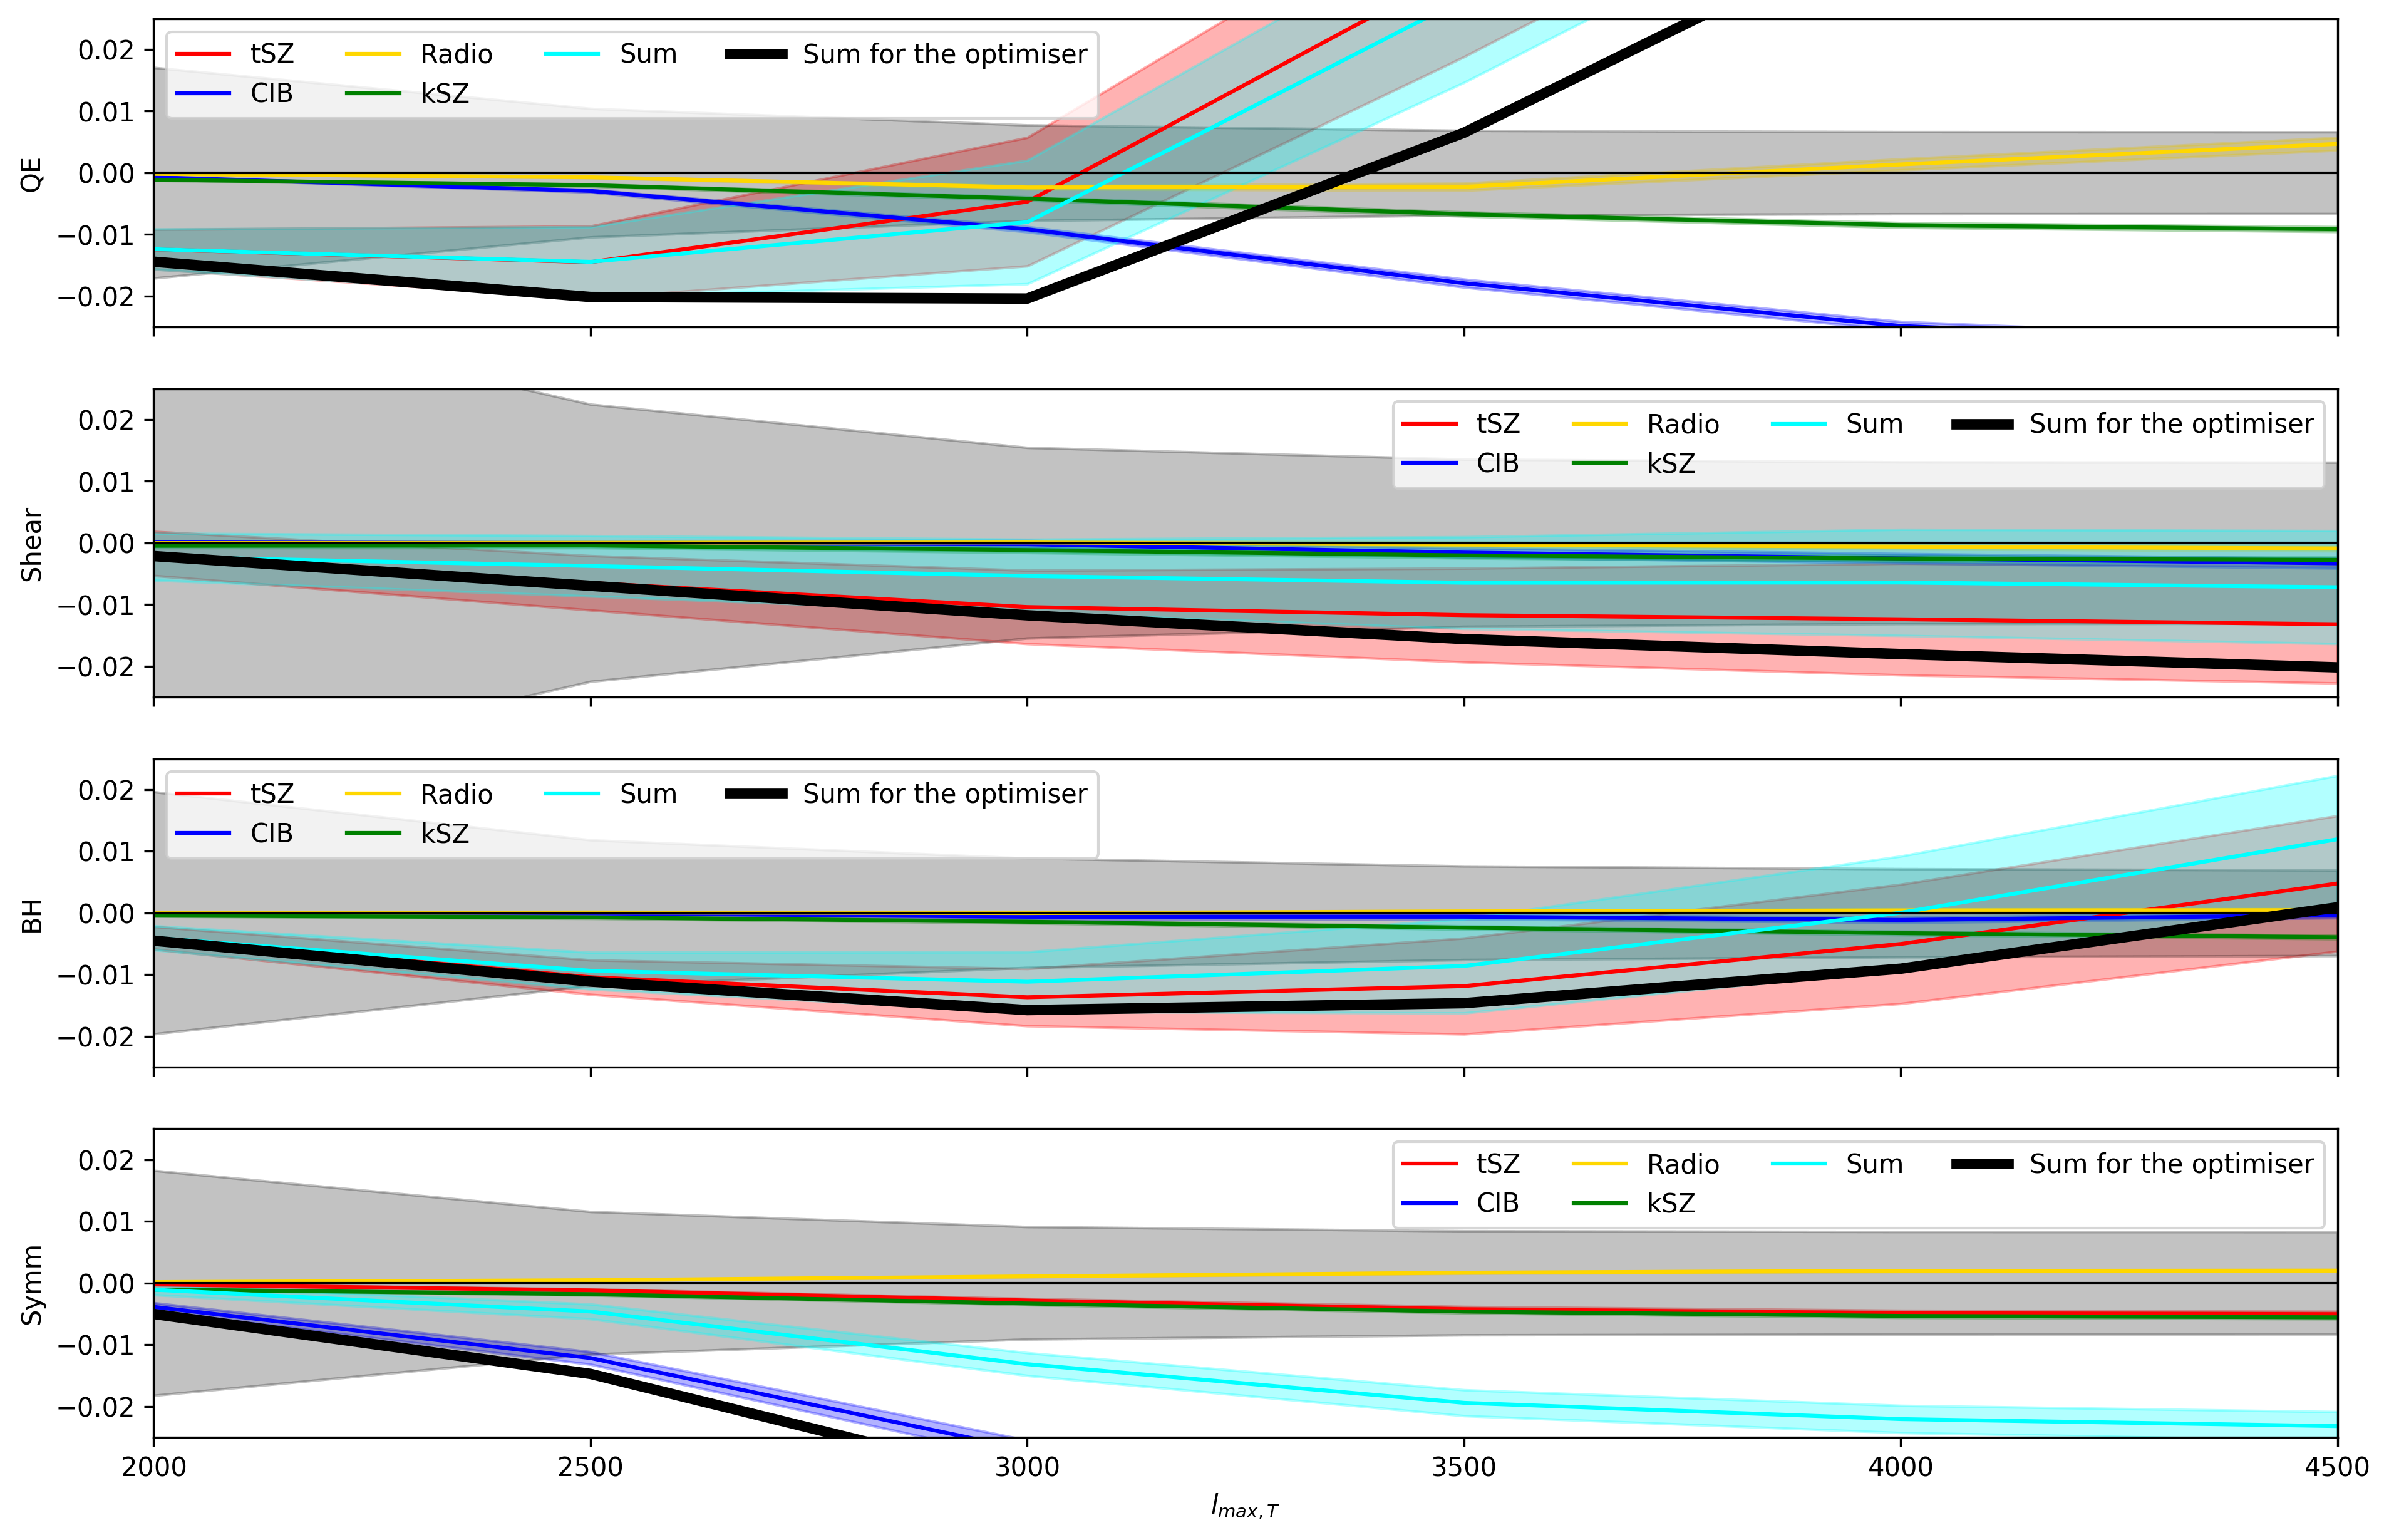 0.02
0.01
0.00
−0.01
−0.02
QE
tSZ Radio Sum Sum for the optimiser
CIB kSZ
0.02
0.01
0.00
−0.01
−0.02
Shear
tSZ Radio Sum Sum for the optimiser
CIB kSZ
0.02
0.01
0.00
−0.01
−0.02
BH
tSZ Radio Sum Sum for the optimiser
CIB kSZ
0.02
0.01
0.00
−0.01
−0.02
Symm
tSZ Radio Sum Sum for the optimiser
CIB kSZ
2000 2500 3000 3500 4000 4500
l_{max, T}